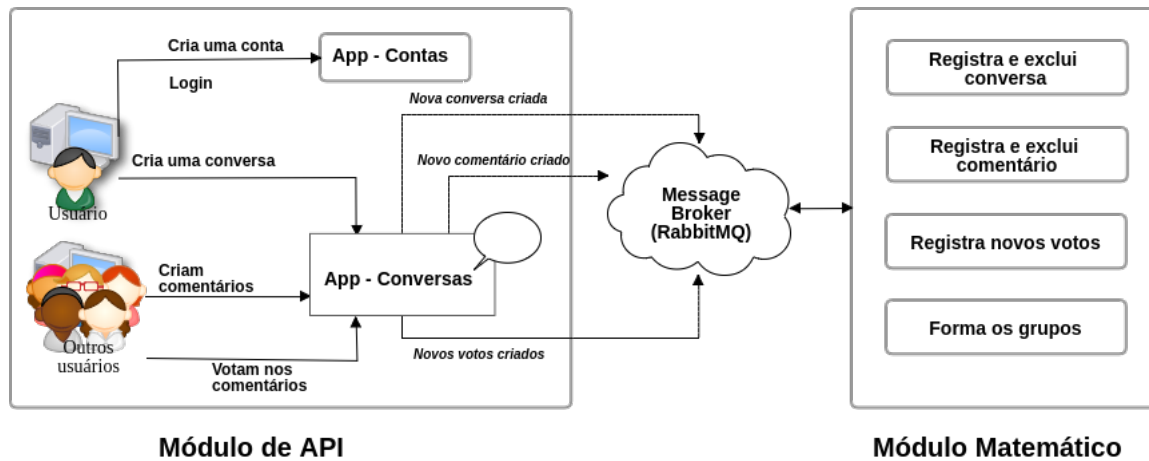 Cria uma conta
Login
App - Contas
Nova conversa criada
Cria uma conversa
Novo comentário criado
Usuário
Message
Broker
(RabbitMQ)
Criam
comentários
App - Conversas
Outros
usuários
Votam nos
comentários
Novos votos criados
Módulo de API
Registra e exclui
conversa
Registra e exclui
comentário
Registra novos votos
Forma os grupos
Módulo Matemático